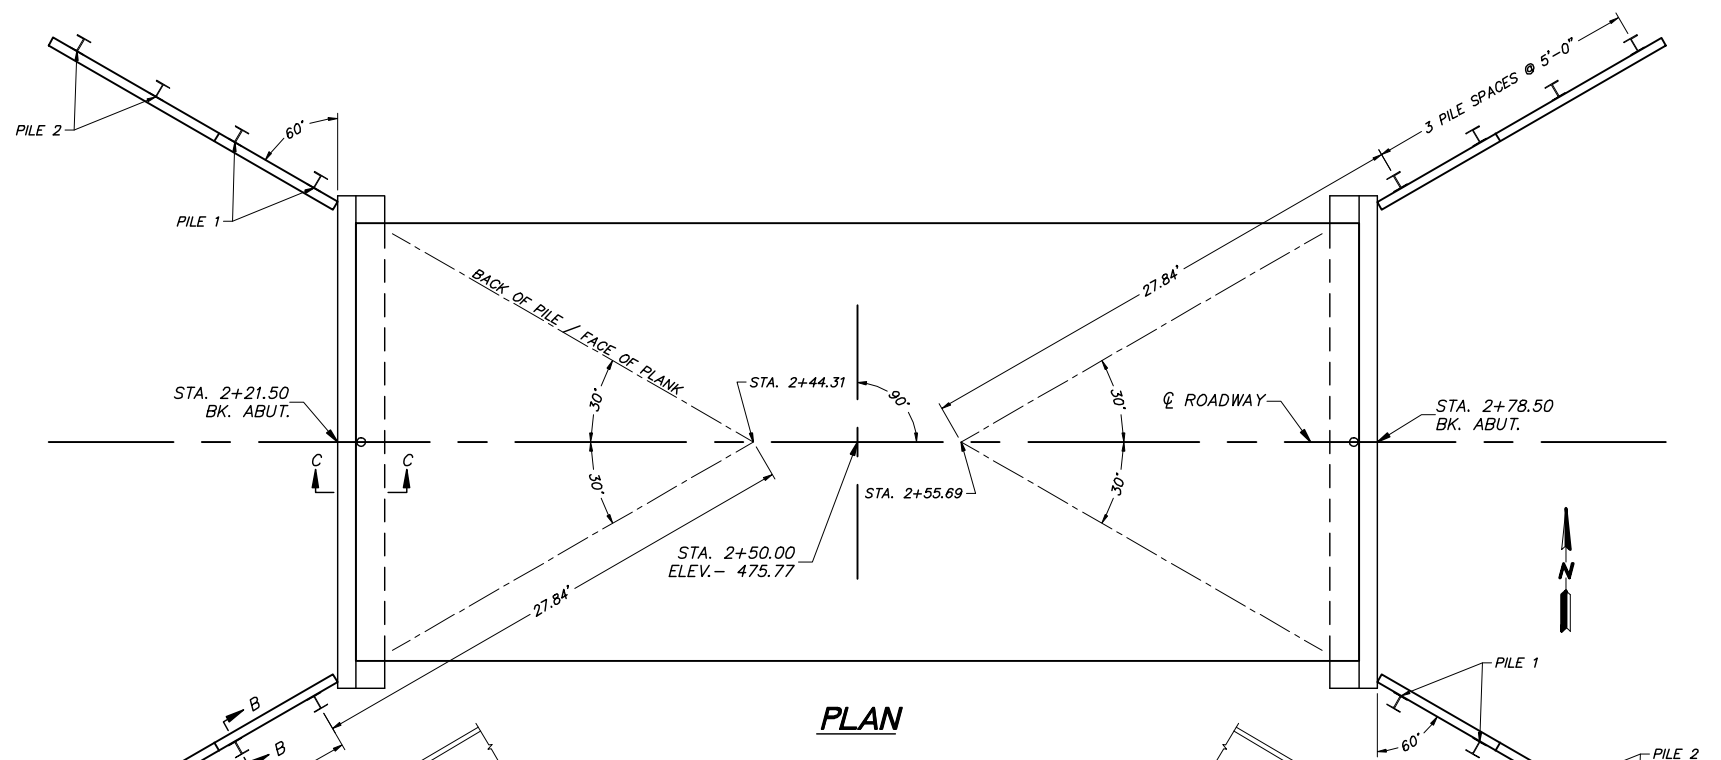 3 PILE SPACES @ 5'-0"
PILE 2
60°
PILE 1
BACK OF PILE / FACE OF PLANK
27.84'
STA. 2+44.31
30°
90°
30°
STA. 2+21.50
BK. ABUT.
℄ ROADWAY
STA. 2+78.50
BK. ABUT.
C
C
30°
STA. 2+55.69
30°
STA. 2+50.00
ELEV.- 475.77
N
27.84'
PILE 1
B
PLAN
B
60°
PILE 2